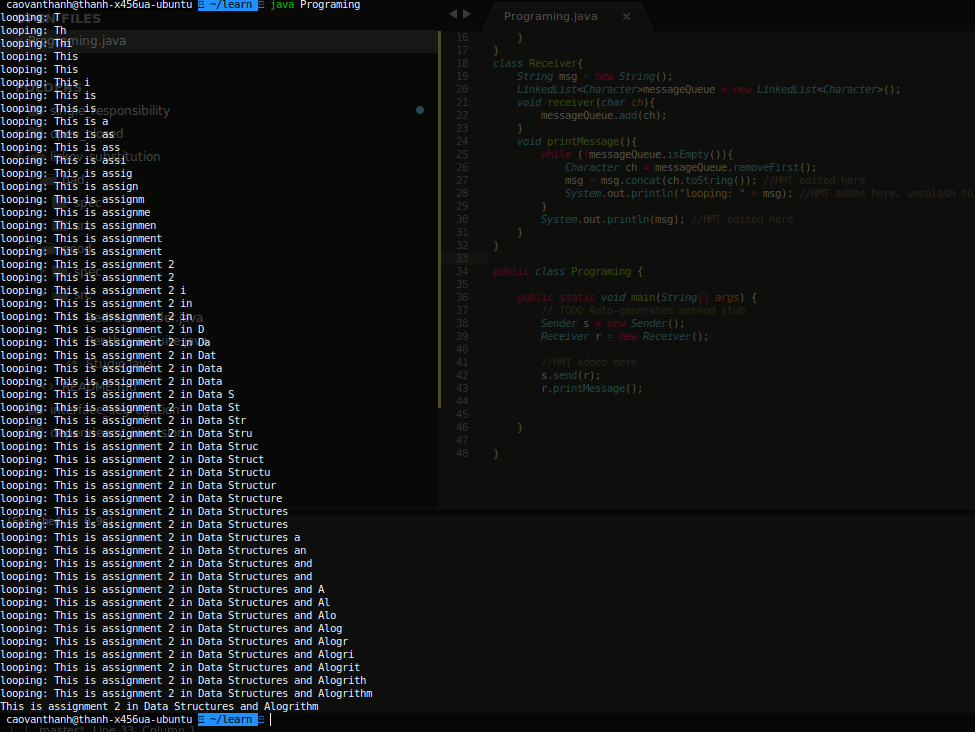 caovanthanh@thanh-x456ua-ubuntu ~/learn java Programing
looping: T
looping: Th
looping: Thi
looping: This
looping: This
looping: This i
looping: This is
looping: This is
looping: This is a
looping: This is as
looping: This is ass
looping: This is assi
looping: This is assig
looping: This is assign
looping: This is assignm
looping: This is assignme
looping: This is assignmen
looping: This is assignment
looping: This is assignment
looping: This is assignment 2
looping: This is assignment 2
looping: This is assignment 2 i
looping: This is assignment 2 in
looping: This is assignment 2 in
looping: This is assignment 2 in D
looping: This is assignment 2 in Da
looping: This is assignment 2 in Dat
looping: This is assignment 2 in Data
looping: This is assignment 2 in Data
looping: This is assignment 2 in Data S
looping: This is assignment 2 in Data St
looping: This is assignment 2 in Data Str
looping: This is assignment 2 in Data Stru
looping: This is assignment 2 in Data Struc
looping: This is assignment 2 in Data Struct
looping: This is assignment 2 in Data Structu
looping: This is assignment 2 in Data Structur
looping: This is assignment 2 in Data Structure
looping: This is assignment 2 in Data Structures
looping: This is assignment 2 in Data Structures
looping: This is assignment 2 in Data Structures a
looping: This is assignment 2 in Data Structures an
looping: This is assignment 2 in Data Structures and
looping: This is assignment 2 in Data Structures and
looping: This is assignment 2 in Data Structures and A
looping: This is assignment 2 in Data Structures and Al
looping: This is assignment 2 in Data Structures and Alo
looping: This is assignment 2 in Data Structures and Alog
looping: This is assignment 2 in Data Structures and Alogr
looping: This is assignment 2 in Data Structures and Alogri
looping: This is assignment 2 in Data Structures and Alogrit
looping: This is assignment 2 in Data Structures and Alogrith
looping: This is assignment 2 in Data Structures and Alogrithm
This is assignment 2 in Data Structures and Alogrithm
caovanthanh@thanh-x456ua-ubuntu ~/learn
Programing.java ×
16 }
17 }
18 class Receiver{
19 String msg = new String();
20 LinkedList<Character>messageQueue = new LinkedList<Character>();
21 void receiver(char ch){
22 messageQueue.add(ch);
23 }
24 void printMessage(){
25 while (!messageQueue.isEmpty()){
26 Character ch = messageQueue.removeFirst();
27 msg = msg.concat(ch.toString()); //HMT edited here
28 System.out.println("looping: " + msg); //HMT added here. unsplash to
29 }
30 System.out.println(msg); //HMT edited here
31 }
32 }
33
34 public class Programing {
35
36 public static void main(String[] args) {
37 // TODO Auto-generated method stub
38 Sender s = new Sender();
39 Receiver r = new Receiver();
40
41 //HMT added here
42 s.send(r);
43 r.printMessage();
44
45
46 }
47
48 }